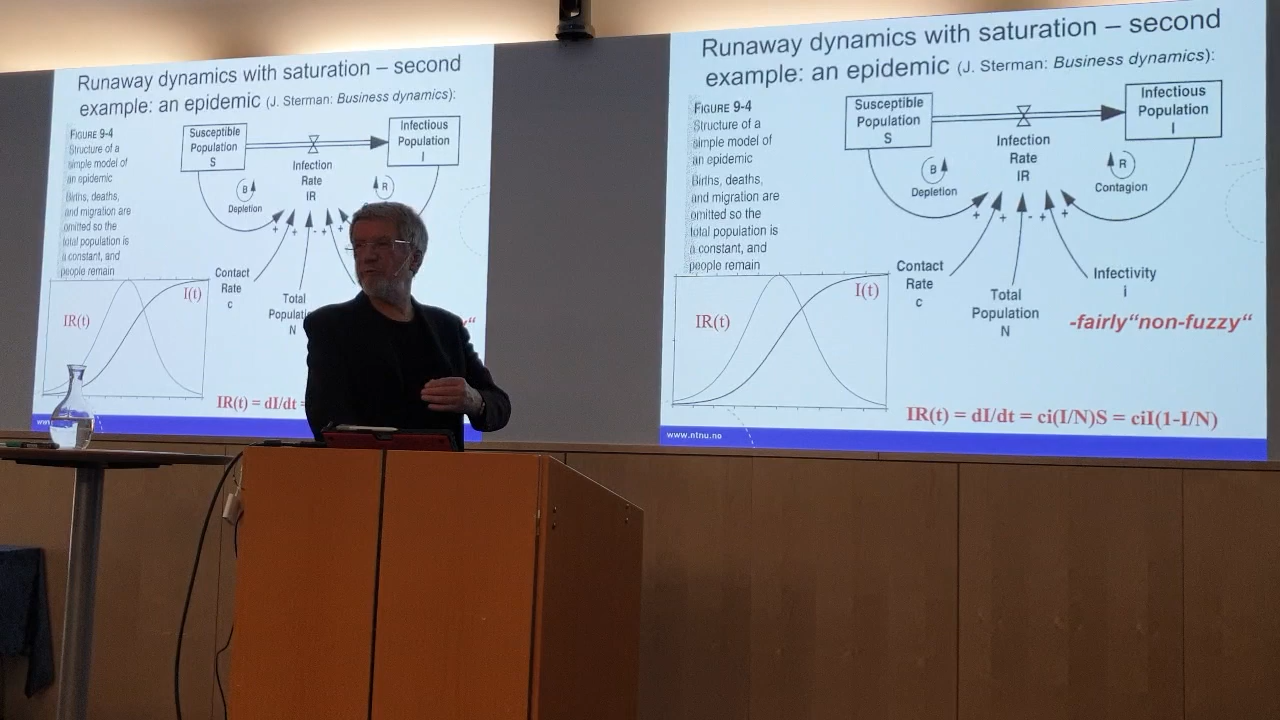 Runaway dynamics with saturation – second
example: an epidemic (J. Sterman: Business dynamics):
FIGURE 9-4
Structure of a
simple model of
an epidemic
Births, deaths,
and migration are
omitted so the
total population is
a constant, and
people remain
Susceptible
Population
S
Infection
Rate
IR
Infectious
Population
I
B
Depletion
R
+
+
+
+
Contact
Rate
c
Total
Population
N
IR(t)
I(t)
IR(t) = dI/dt =
Runaway dynamics with saturation – second
example: an epidemic (J. Sterman: Business dynamics):
FIGURE 9-4
Structure of a
simple model of
an epidemic
Births, deaths,
and migration are
omitted so the
total population is
a constant, and
people remain
Susceptible
Population
S
Infection
Rate
IR
Infectious
Population
I
B
Depletion
R
Contagion
+
+
-
+
+
Contact
Rate
c
Total
Population
N
Infectivity
i
IR(t)
I(t)
-fairly“non-fuzzy“
IR(t) = dI/dt = ci(I/N)S = ciI(1-I/N)
www.ntnu.no